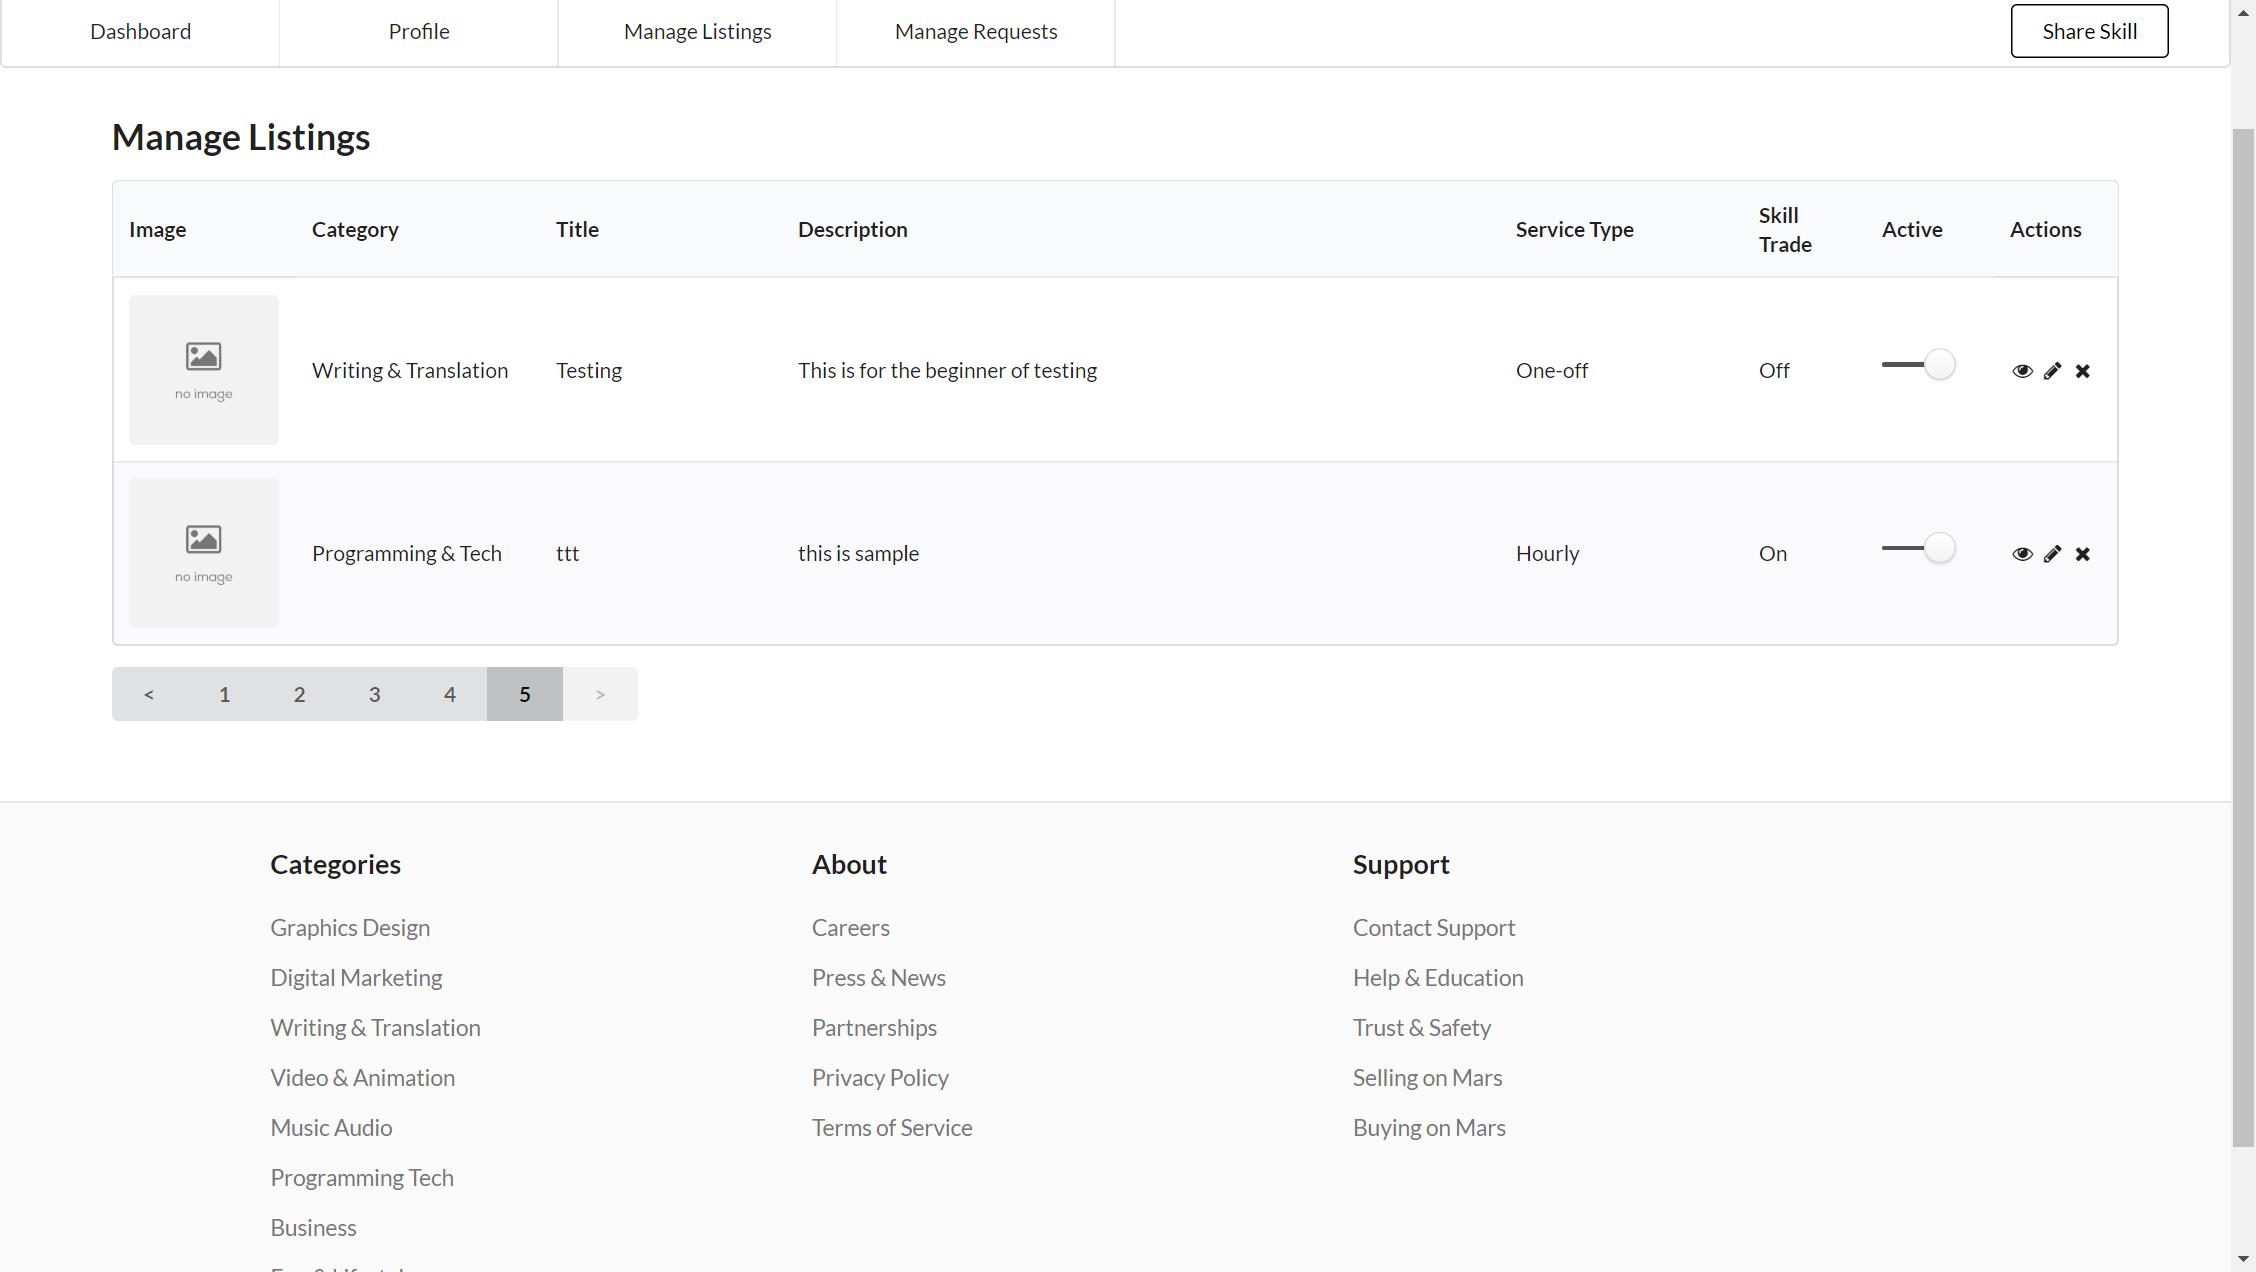 Dashboard Profile Manage Listings Manage Requests Share Skill
Manage Listings
Image Category Title Description Service Type Skill Trade Active Actions
no image
Writing & Translation Testing This is for the beginner of testing One-off Off
no image
Programming & Tech ttt this is sample Hourly On
< 1 2 3 4 5 >
Categories
Graphics Design
Digital Marketing
Writing & Translation
Video & Animation
Music Audio
Programming Tech
Business
About
Careers
Press & News
Partnerships
Privacy Policy
Terms of Service
Support
Contact Support
Help & Education
Trust & Safety
Selling on Mars
Buying on Mars